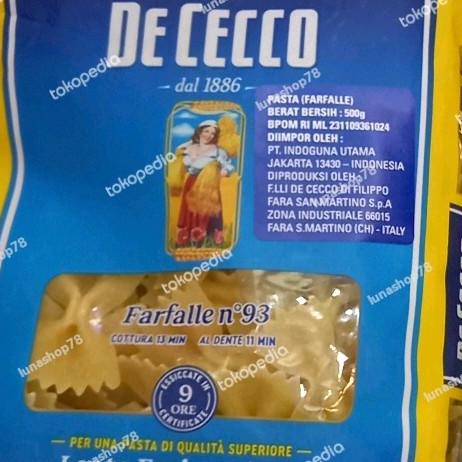 DE CECCO
dal 1886
PASTA (FARFALLE)
BERAT BERSIH : 500g
BPOM RI ML 231109361024
DIIMPOR OLEH :
PT. INDOGUNA UTAMA
JAKARTA 13430 – INDONESIA
DIPRODUKSI OLEH :
F.LLI DE CECCO DI FILIPPO
FARA SAN MARTINO S.p.A
ZONA INDUSTRIALE 66015
FARA S.MARTINO (CH) - ITALY
Farfalle n°93
COTTURA 13 MIN AL DENTE 11 MIN
ESSICCATE IN
9
ORE
CERTIFICATE
PER UNA PASTA DI QUALITÀ SUPERIORE
tokopedia
lunashop78